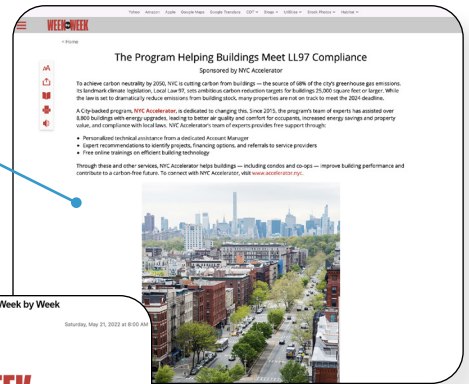 Yahoo Amazon Apple Google Maps Google Translate
WEEK BY WEEK
< Home
The Program Helping Buildings Meet LL97 Compliance
Sponsored by NYC Accelerator
AA
To achieve carbon neutrality by 2050, NYC is cutting carbon from buildings — the source of 68% of the city's greenhouse gas emissions.
Its landmark climate legislation, Local Law 97, sets ambitious carbon reduction targets for buildings 25,000 square feet or larger. While
the law is set to dramatically reduce emissions from building stock, many properties are not on track to meet the 2024 deadline.
A City-backed program, NYC Accelerator, is dedicated to changing this. Since 2015, the program's team of experts has assisted over
8,800 buildings with energy upgrades, leading to better air quality and comfort for occupants, increased energy savings and property
value, and compliance with local laws. NYC Accelerator's team of experts provides free support through:
• Personalized technical assistance from a dedicated Account Manager
• Expert recommendations to identify projects, financing options, and referrals to service providers
• Free online trainings on efficient building technology
Through these and other services, NYC Accelerator helps buildings — including condos and co-ops — improve building performance and
contribute to a carbon-free future. To connect with NYC Accelerator, visit www.accelerator.nyc.
Week by Week
Saturday, May 21, 2022 at 8:00 AM